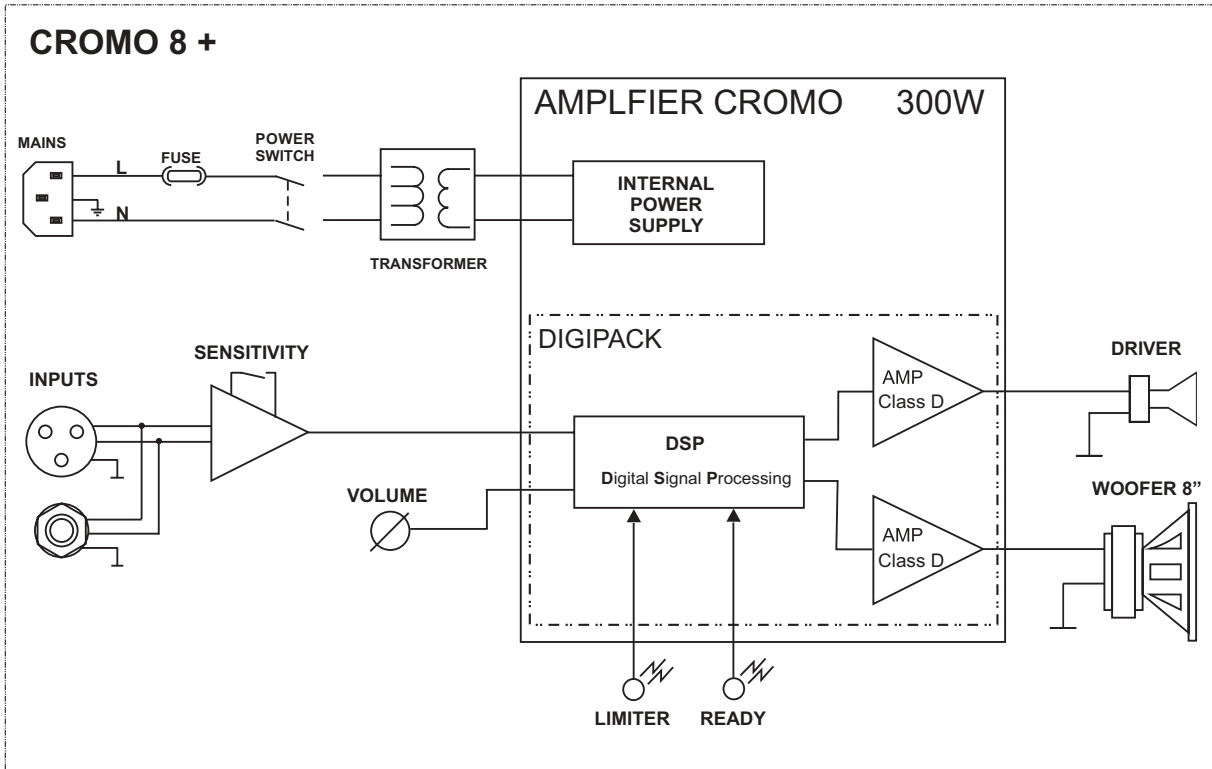 CROMO 8 +
AMPLFIER CROMO 300W
MAINS
L
FUSE
POWER
SWITCH
N
TRANSFORMER
INTERNAL
POWER
SUPPLY
DIGIPACK
SENSITIVITY
INPUTS
AMP
Class D
DRIVER
DSP
Digital Signal Processing
VOLUME
WOOFER 8”
AMP
Class D
LIMITER
READY